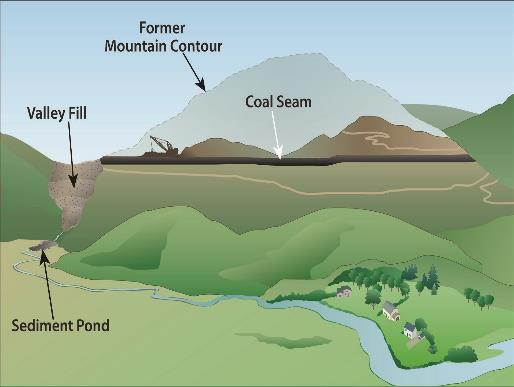 Former
Mountain Contour
Coal Seam
Valley Fill
Sediment Pond